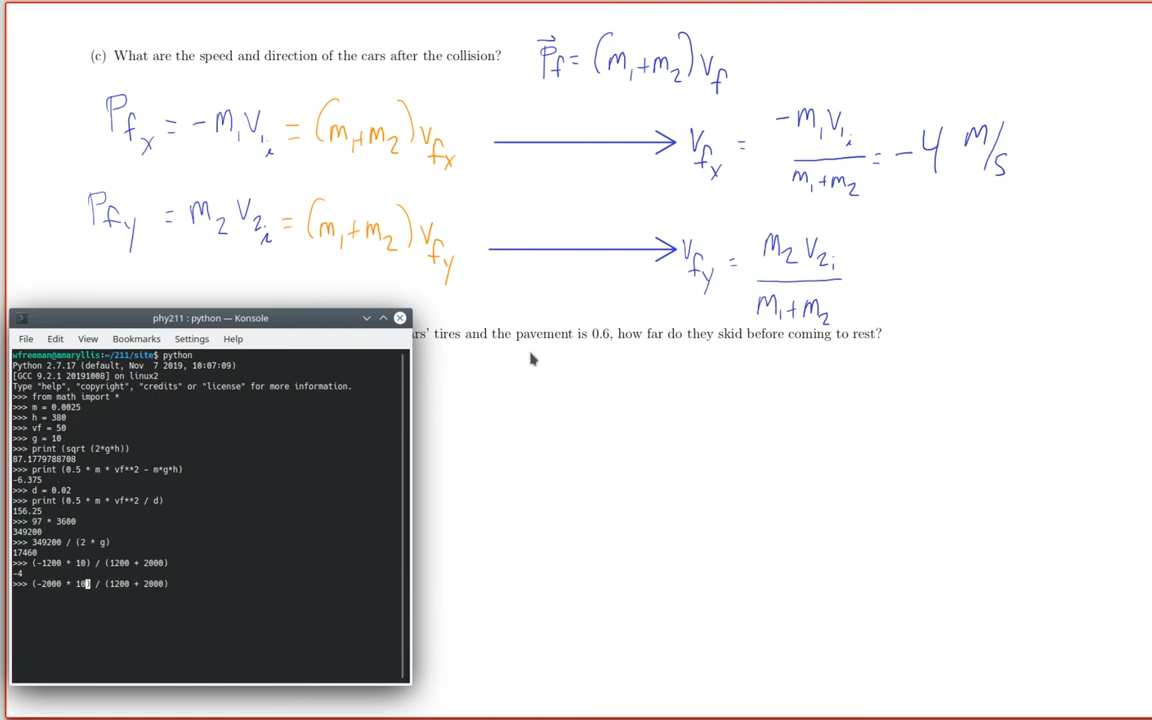 (c) What are the speed and direction of the cars after the collision?
P⃗f = (m₁+m₂) vf
Pfx = -m₁v₁ᵢ = (m₁+m₂) vfx → vfx = -m₁v₁ᵢ / m₁+m₂ = -4 m/s
Pfy = m₂ v₂ᵢ = (m₁+m₂) vfy → vfy = m₂ v₂ᵢ / m₁+m₂
phy211 : python — Konsole
ars' tires and the pavement is 0.6, how far do they skid before coming to rest?
File Edit View Bookmarks Settings Help
wfreeman@amaryllis:~/211/site$ python
Python 2.7.17 (default, Nov  7 2019, 10:07:09)
[GCC 9.2.1 20191008] on linux2
Type "help", "copyright", "credits" or "license" for more information.
>>> from math import *
>>> m = 0.0025
>>> h = 380
>>> vf = 50
>>> g = 10
>>> print (sqrt (2*g*h))
87.1779788708
>>> print (0.5 * m * vf**2 - m*g*h)
-6.375
>>> d = 0.02
>>> print (0.5 * m * vf**2 / d)
156.25
>>> 97 * 3600
349200
>>> 349200 / (2 * g)
17460
>>> (-1200 * 10) / (1200 + 2000)
-4
>>> (-2000 * 10) / (1200 + 2000)